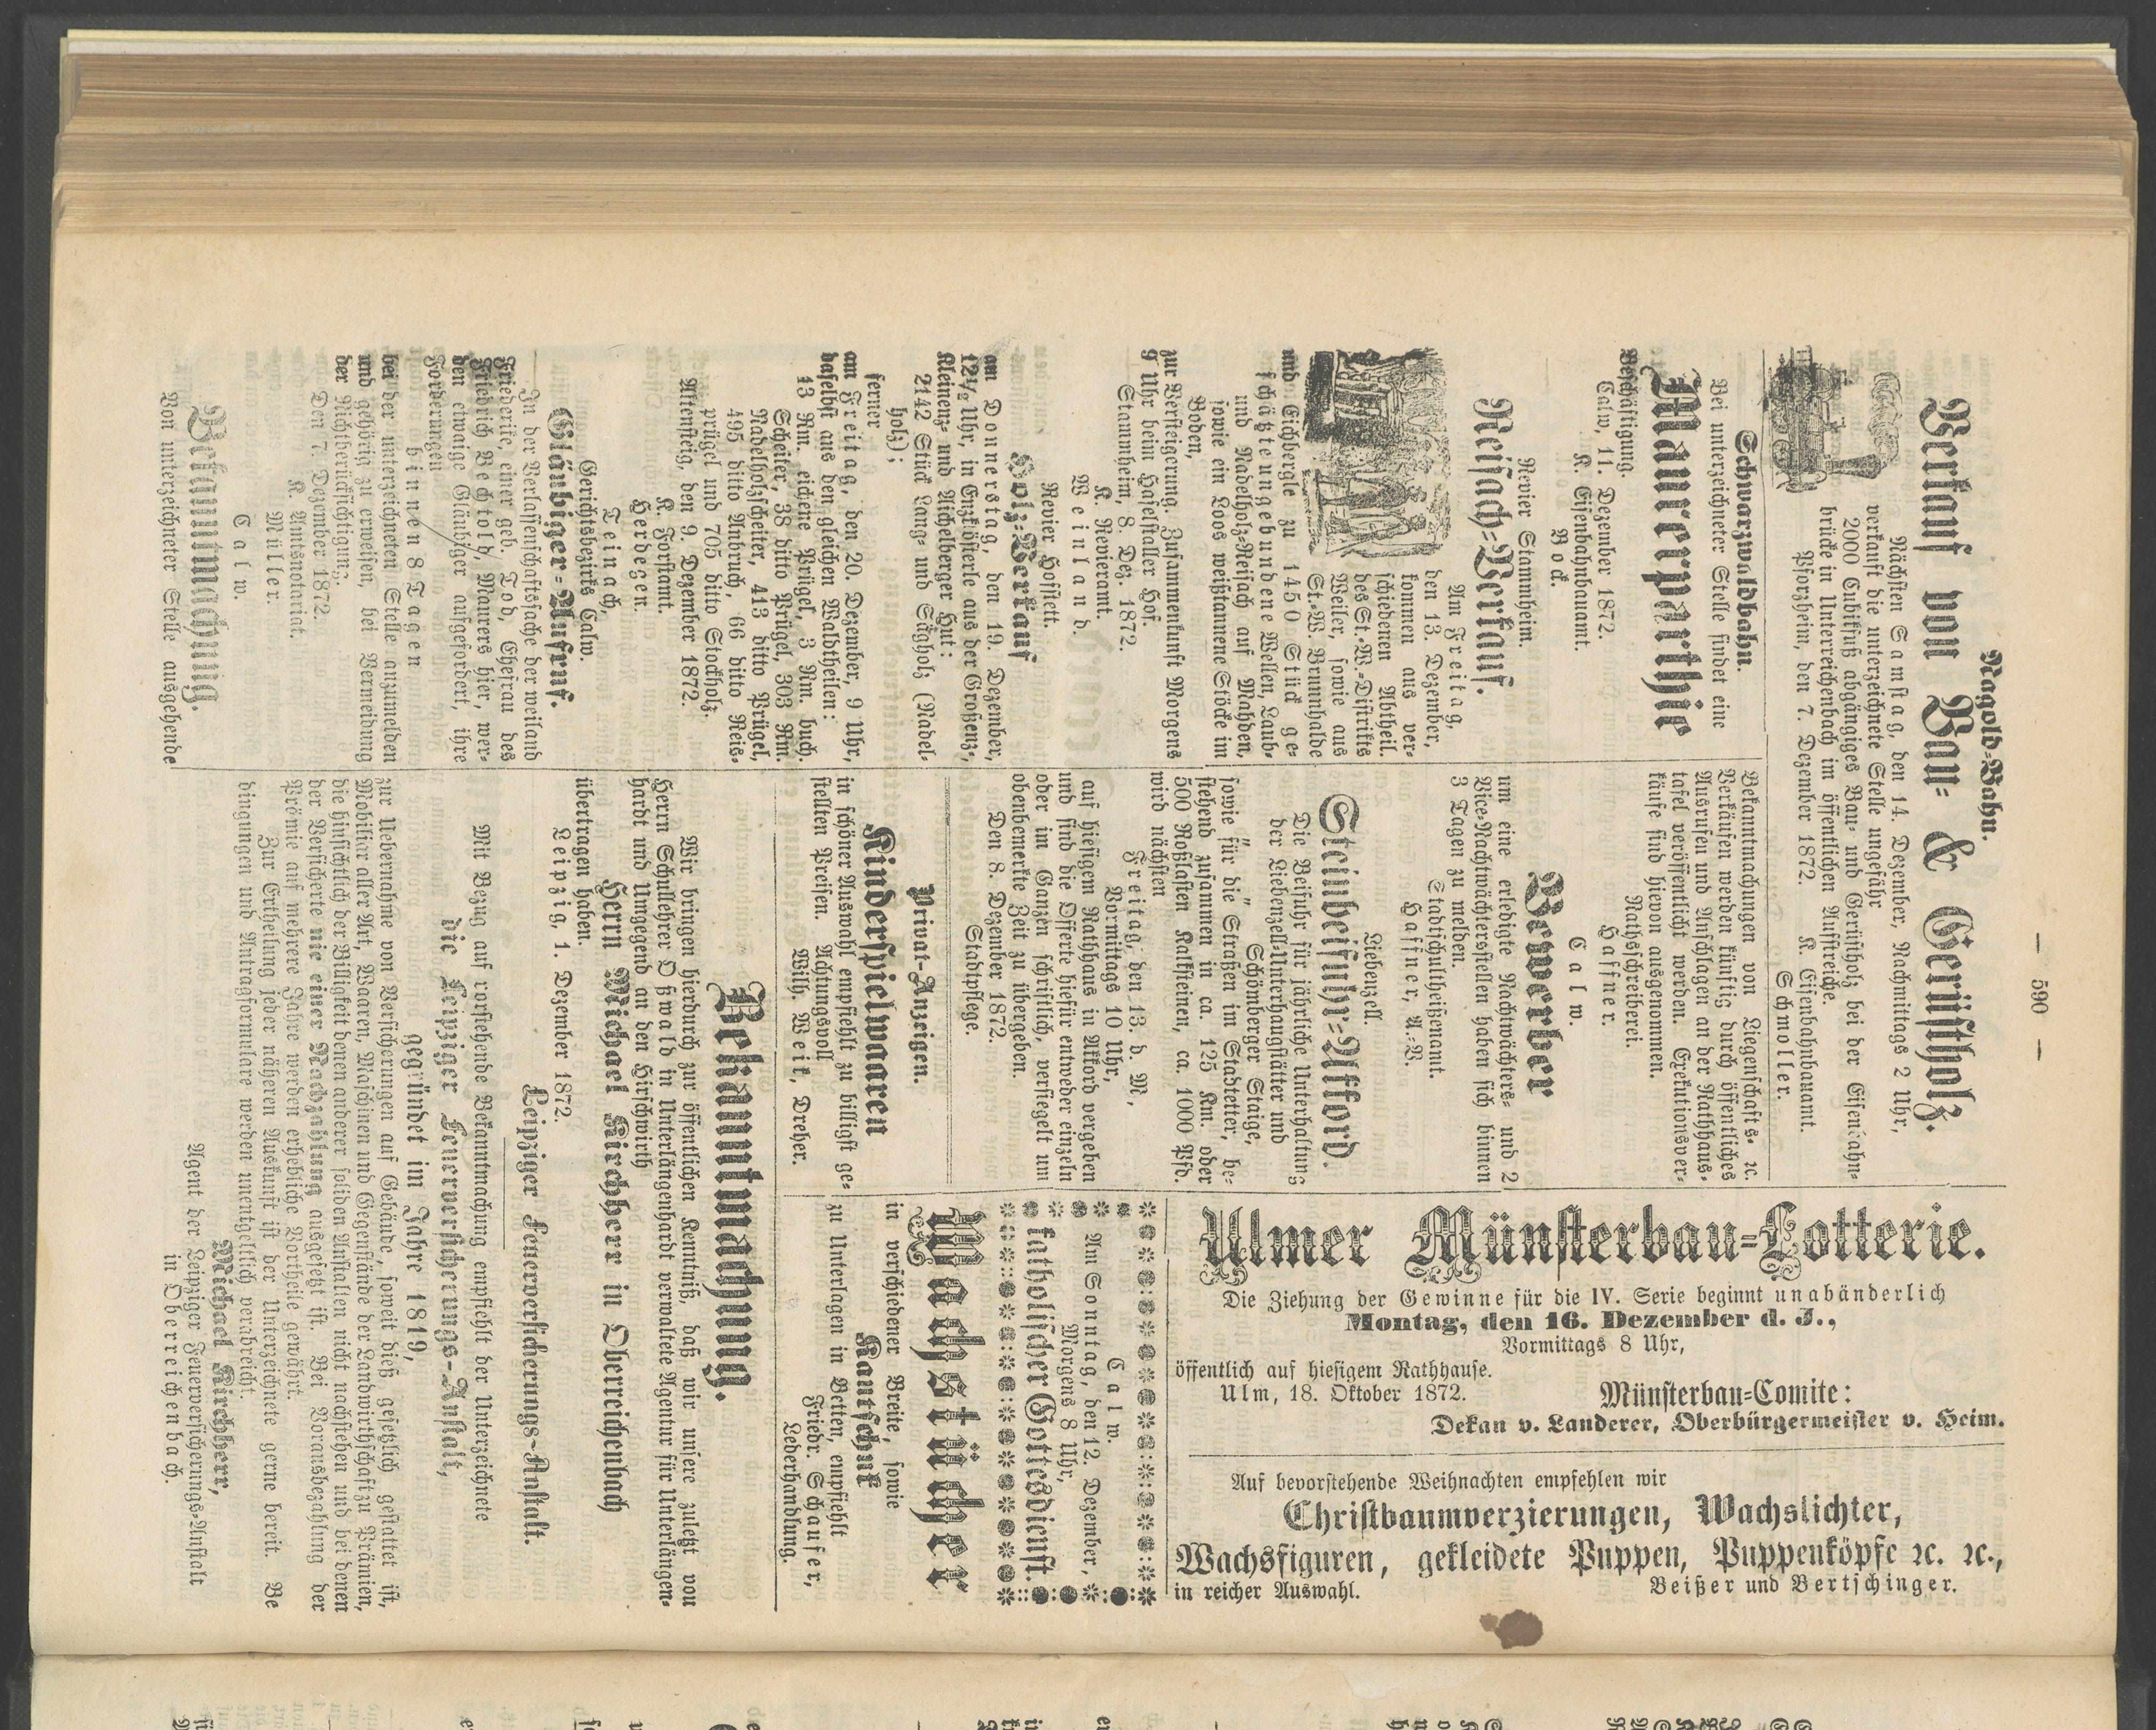 — 590 —
Nagold-Bahn.
Verkauf von Bau- & Gerüstholz.
Nächsten Samstag, den 14. Dezember, Nachmittags 2 Uhr,
verkauft die unterzeichnete Stelle ungefähr
2000 Cubikfuß abgängiges Bau- und Gerüstholz bei der Eisenbahn-
brücke in Unterreichenbach im öffentlichen Aufstreiche.
Pforzheim, den 7. Dezember 1872.
K. Eisenbahnbauamt.
Schmoller.
Schwarzwaldbahn.
Bei unterzeichneter Stelle findet eine
Maurerparthie
Beschäftigung.
Calw, 11. Dezember 1872.
K. Eisenbahnbauamt.
Bock.
Revier Stammheim.
Reisach-Verkauf.
Am Freitag,
den 13. Dezember,
kommen aus ver-
schiedenen Abtheil.
des St.-W.-Distrikts
Weiler, sowie aus
St.-W. Brunnhalde
und Eichbergle zu 1450 Stück ge-
schätzte ungebundene Wellen, Laub-
und Nadelholz-Reisach auf Mahden,
sowie ein Loos weißtannene Stöcke im
Boden,
zur Versteigerung. Zusammenkunft Morgens
9 Uhr beim Haselstaller Hof.
Stammheim, 8. Dez. 1872.
K. Revieramt.
Weinland.
Revier Hofstett.
Holz-Verkauf
am Donnerstag, den 19. Dezember,
12½ Uhr, in Enzklösterle aus der Großenz-,
Kleinenz- und Aichelberger Hut:
2142 Stück Lang- und Sägholz (Nadel-
holz);
ferner
am Freitag, den 20. Dezember, 9 Uhr,
daselbst aus den gleichen Waldtheilen:
13 Rm. eichene Prügel, 3 Rm. buch.
Scheiter, 38 ditto Prügel, 303 Rm.
Nadelholzscheiter, 413 ditto Prügel,
495 ditto Anbruch, 66 ditto Reis-
prügel und 705 ditto Stockholz.
Altensteig, den 9. Dezember 1872.
K. Forstamt.
Herdegen.
Gerichtsbezirks Calw.
Teinach.
Gläubiger-Aufruf.
In der Verlassenschaftssache der weiland
Friederike, einer geb. Tod, Ehefrau des
Friedrich Bechtold, Maurers hier, wer-
den etwaige Gläubiger aufgefordert, ihre
Forderungen
binnen 8 Tagen
bei der unterzeichneten Stelle anzumelden
und gehörig zu erweisen, bei Vermeidung
der Nichtberücksichtigung.
Den 7. Dezember 1872.
K. Amtsnotariat.
Müller.
Calw.
Bekanntmachung.
Von unterzeichneter Stelle ausgehende
Bekanntmachungen von Liegenschafts- ꝛc.
Verkäufen werden künftig durch öffentliches
Ausrufen und Anschlagen an der Rathhaus-
tafel veröffentlicht werden. Exekutionsver-
käufe sind hievon ausgenommen.
Rathsschreiberei.
Haffner.
Calw.
Bewerber
um eine erledigte Nachtwächters- und 2
Vice-Nachtwächtersstellen haben sich binnen
3 Tagen zu melden.
Stadtschultheißenamt.
Haffner, A.-V.
Liebenzell.
Steinbeifuhr-Afford.
Die Beifuhr für jährliche Unterhaltung
der Liebenzell-Unterhaugstätter und
Schömberger Staige,
sowie für die Straßen im Stadtetter, be-
stehend zusammen in ca. 125 Km. oder
500 Roßlasten Kalksteinen, ca. 1000 Pfd.
wird nächsten
Freitag, den 13. d. M.,
Vormittags 10 Uhr,
auf hiesigem Rathhaus in Akkord vergeben
und sind die Offerte hiefür entweder einzeln
oder im Ganzen schriftlich, versiegelt um
obenbemerkte Zeit zu übergeben.
Den 8. Dezember 1872.
Stadtpflege.
Privat-Anzeigen.
Kinderspielwaaren
in schöner Auswahl empfiehlt zu billigst ge-
stellten Preisen.
Achtungsvoll
Wilh. Weik, Dreher.
Ulmer Münsterbau-Lotterie.
Die Ziehung der Gewinne für die IV. Serie beginnt unabänderlich
Montag, den 16. Dezember d. J.,
Vormittags 8 Uhr,
öffentlich auf hiesigem Rathhause.
Ulm, 18. Oktober 1872.
Münsterbau-Comite:
Dekan v. Landerer, Oberbürgermeister v. Heim.
Auf bevorstehende Weihnachten empfehlen wir
Christbaumverzierungen, Wachslichter,
Wachsfiguren, gekleidete Puppen, Puppenköpfe ꝛc. ꝛc.,
in reicher Auswahl.
Beißer und Bertschinger.
Calw.
Am Sonntag, den 12. Dezember,
Morgens 8 Uhr,
katholischer Gottesdienst.
Wachstücher
in verschiedener Breite, sowie
Kautschuk
zu Unterlagen in Betten, empfiehlt
Friedr. Schaufer,
Lederhandlung.
Bekanntmachung.
Wir bringen hierdurch zur öffentlichen Kenntniß, daß wir unsere zuletzt von
Herrn Schullehrer Oßwald in Unterlängenhardt verwaltete Agentur für Unterlängen-
hardt und Umgegend an den Hirschwirth
Herrn Michael Kirchherr in Oberreichenbach
übertragen haben.
Leipzig, 1. Dezember 1872.
Leipziger Feuerversicherungs-Anstalt.
Mit Bezug auf vorstehende Bekanntmachung empfiehlt der Unterzeichnete
die Leipziger Feuerversicherungs-Anstalt,
gegründet im Jahre 1819,
zur Uebernahme von Versicherungen auf Gebäude, soweit dieß gesetzlich gestattet ist,
Mobiliar aller Art, Waaren, Maschinen und Gegenstände der Landwirthschaft zu Prämien,
die hinsichtlich der Billigkeit denen anderer soliden Anstalten nicht nachstehen und bei denen
der Versicherte nie einer Nachzahlung ausgesetzt ist. Bei Vorausbezahlung der
Prämie auf mehrere Jahre werden erhebliche Vortheile gewährt.
Zur Ertheilung jeder näheren Auskunft ist der Unterzeichnete gerne bereit. Be
dingungen und Antragformulare werden unentgeltlich verabreicht.
Michael Kirchherr,
Agent der Leipziger Feuerversicherungs-Anstalt
in Oberreichenbach.